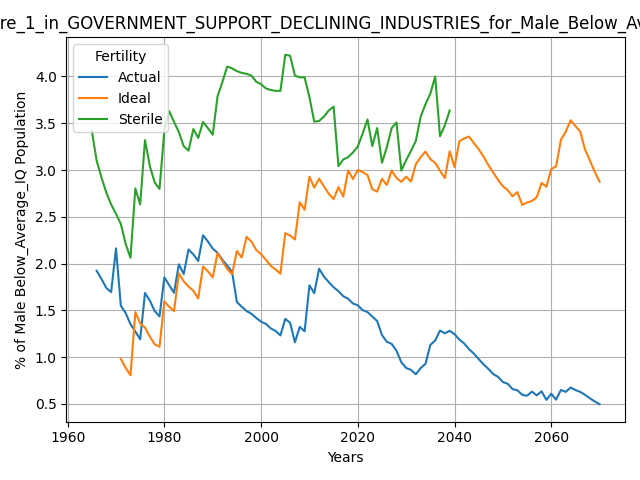 re_1_in_GOVERNMENT_SUPPORT_DECLINING_INDUSTRIES_for_Male_Below_Av
Fertility
Actual
Ideal
Sterile
% of Male Below_Average_IQ Population
4.0
3.5
3.0
2.5
2.0
1.5
1.0
0.5
1960
1980
2000
2020
2040
2060
Years